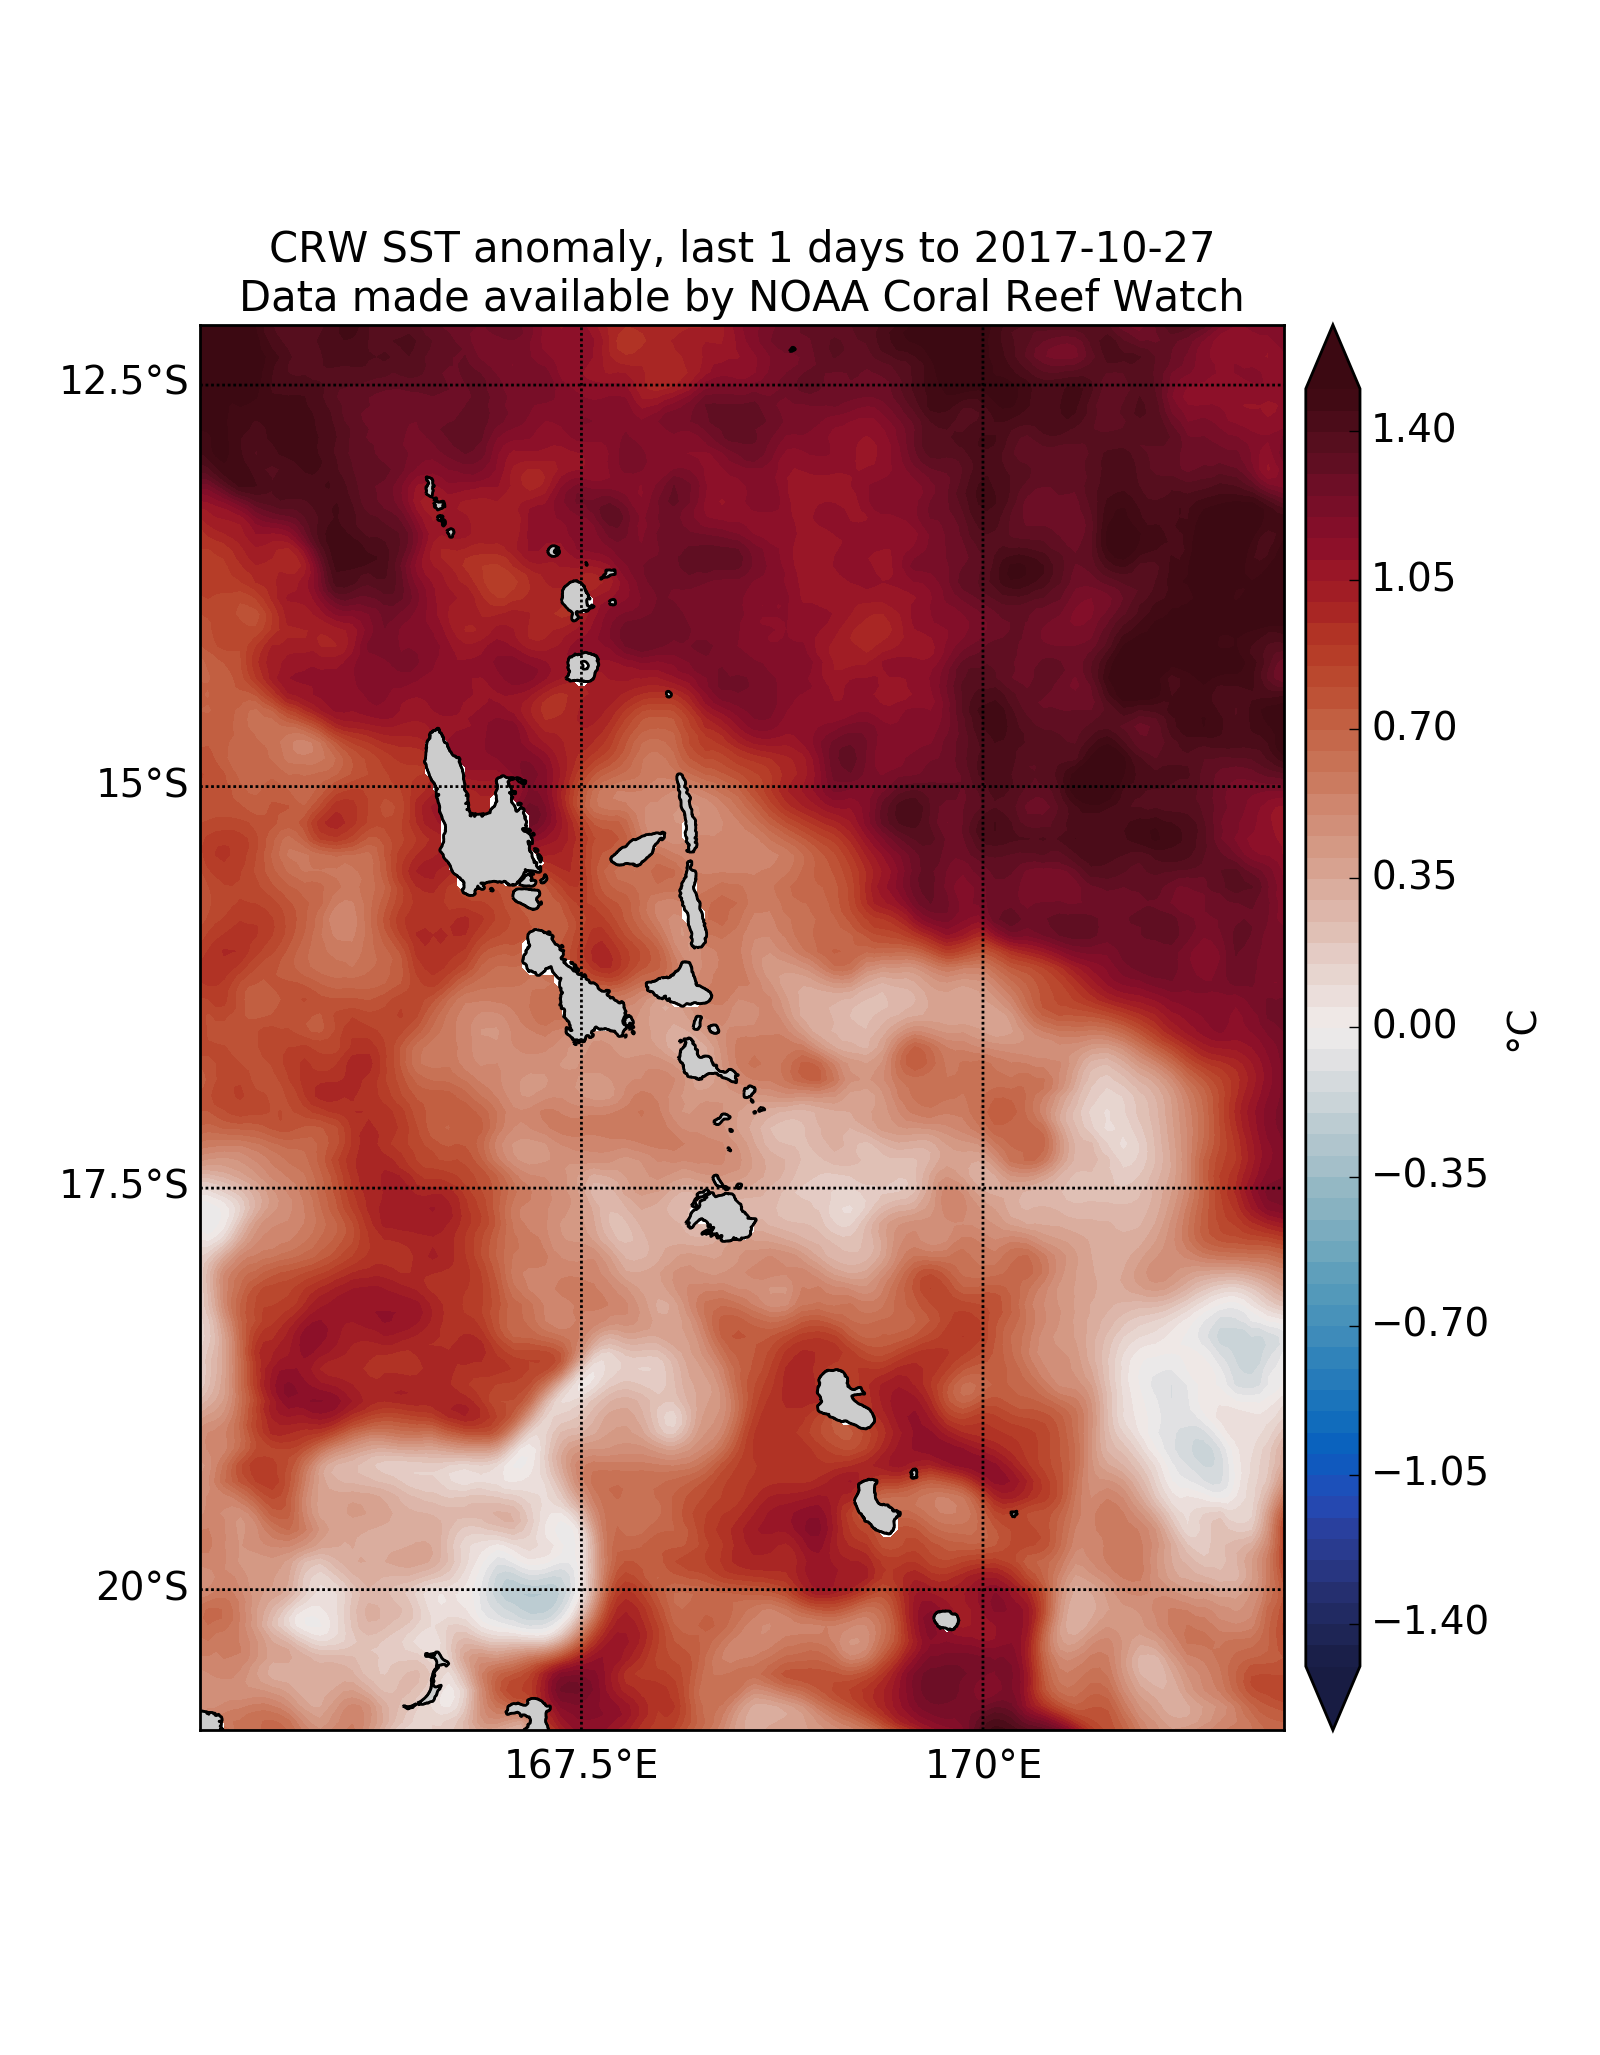 CRW SST anomaly, last 1 days to 2017-10-27
Data made available by NOAA Coral Reef Watch
12.5°S
15°S
17.5°S
20°S
167.5°E
170°E
1.40
1.05
0.70
0.35
0.00
−0.35
−0.70
−1.05
−1.40
°C